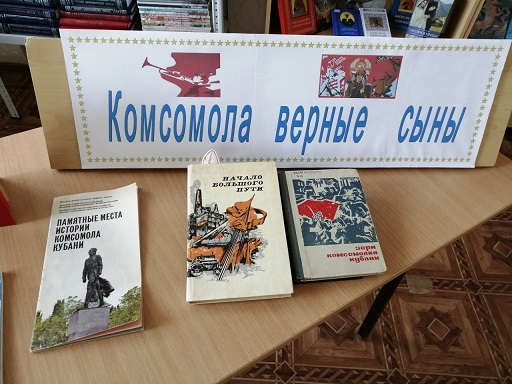 Комсомола верные сыны
ПАМЯТНЫЕ МЕСТА
ИСТОРИИ
КОМСОМОЛА
КУБАНИ
НАЧАЛО
БОЛЬШОГО
ПУТИ
зори
комсомолии
кубани